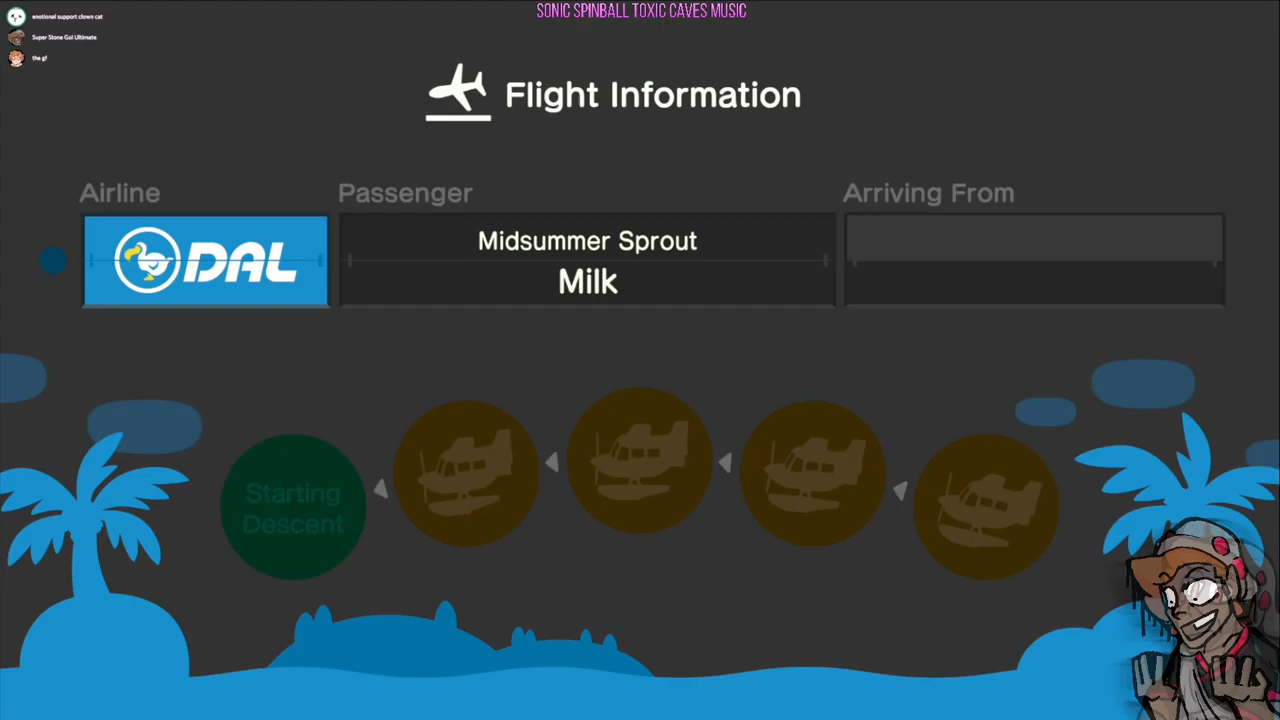 SONIC SPINBALL TOXIC CAVES MUSIC
emotional support clown cat
Super Stone Gol Ultimate
the gf
Flight Information
Airline
Passenger
Arriving From
DAL
Midsummer Sprout
Milk
Starting
Descent